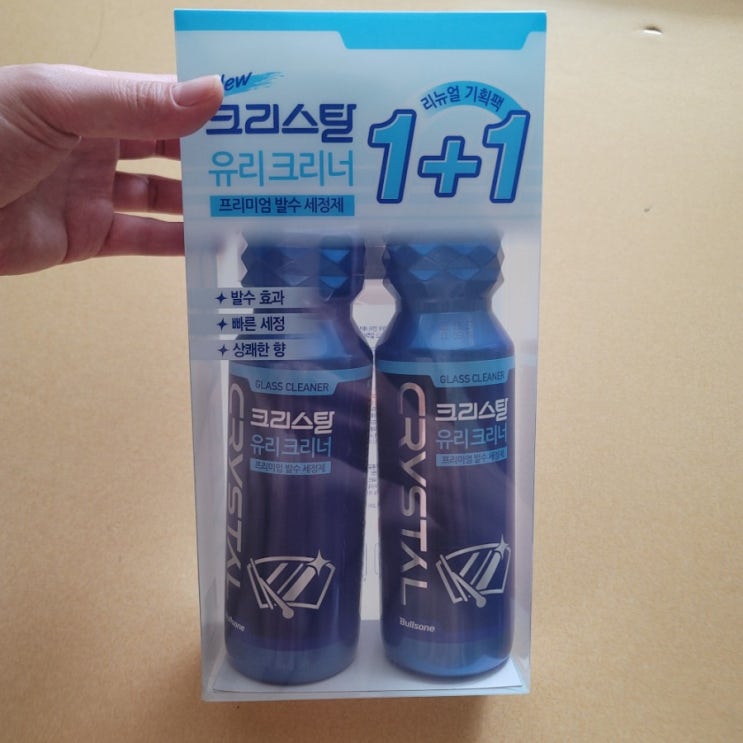 New
크리스탈
유리크리너
프리미엄 발수 세정제
리뉴얼 기획팩
1+1
발수 효과
빠른 세정
상쾌한 향
GLASS CLEANER
크리스탈
유리크리너
프리미엄 발수 세정제
CRYSTAL
Bullsone
GLASS CLEANER
크리스탈
유리크리너
프리미엄 발수 세정제
CRYSTAL
Bullsone